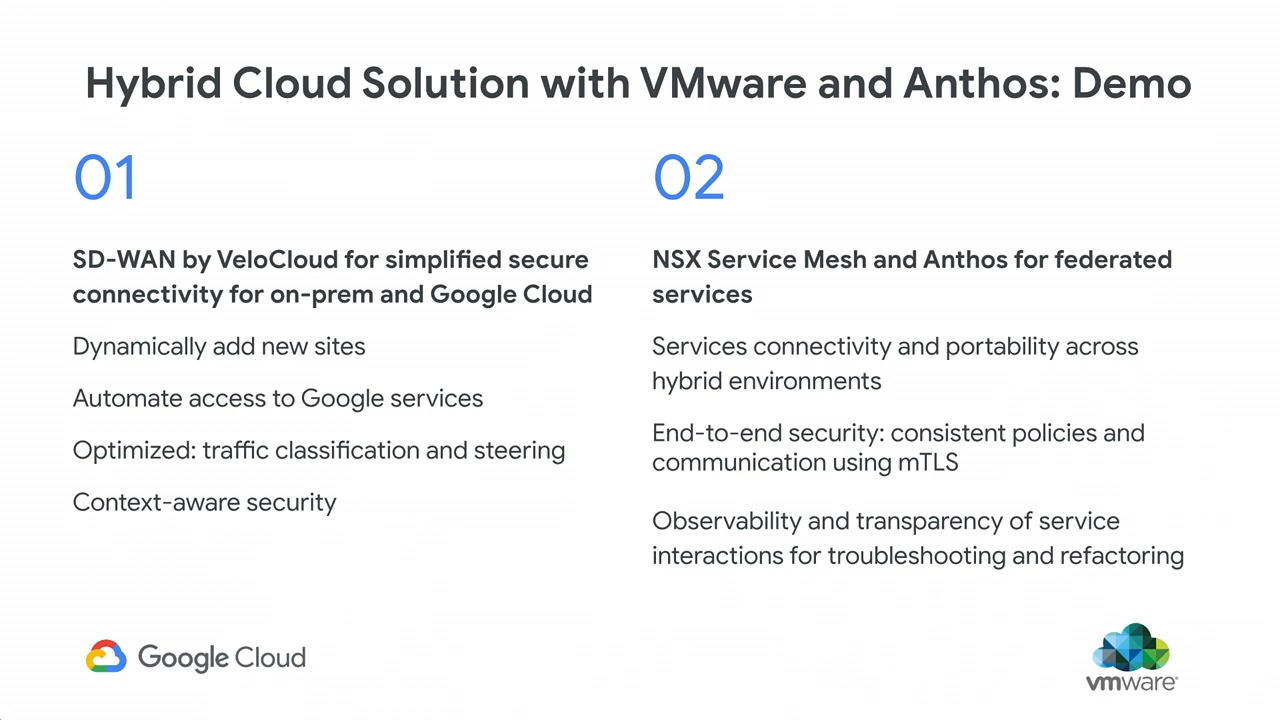 Hybrid Cloud Solution with VMware and Anthos: Demo
01
SD-WAN by VeloCloud for simplified secure
connectivity for on-prem and Google Cloud
Dynamically add new sites
Automate access to Google services
Optimized: traffic classification and steering
Context-aware security
02
NSX Service Mesh and Anthos for federated
services
Services connectivity and portability across
hybrid environments
End-to-end security: consistent policies and
communication using mTLS
Observability and transparency of service
interactions for troubleshooting and refactoring
Google Cloud
vmware®